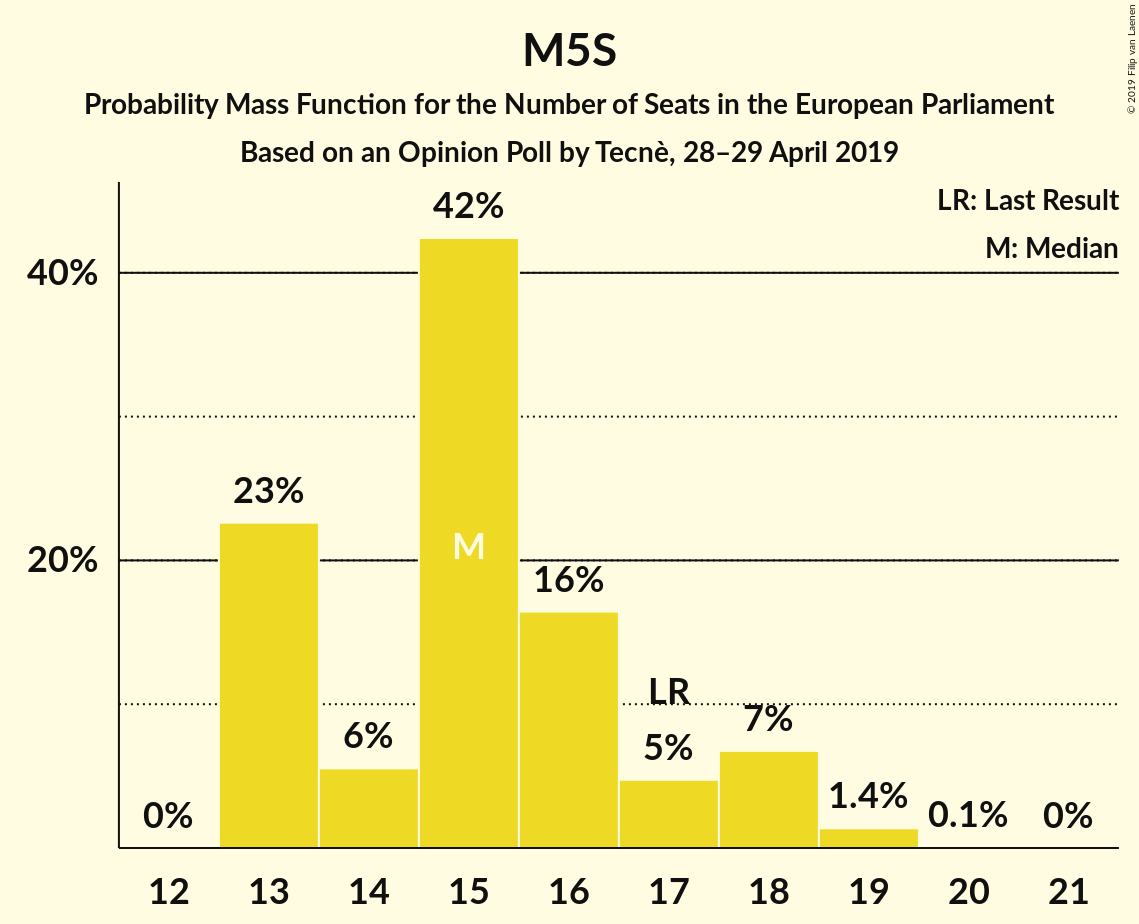 M5S
Probability Mass Function for the Number of Seats in the European Parliament
Based on an Opinion Poll by Tecnè, 28–29 April 2019
© 2019 Filip van Laenen
LR: Last Result
M: Median
42%
40%
23%
M
20%
16%
LR
7%
6%
5%
1.4%
0%
0.1%
0%
12 13 14 15 16 17 18 19 20 21